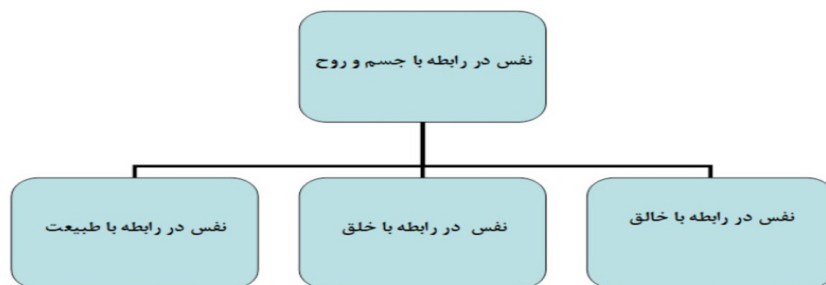 نفس در رابطه با جسم و روح
نفس در رابطه با خالق
نفس در رابطه با خلق
نفس در رابطه با طبیعت